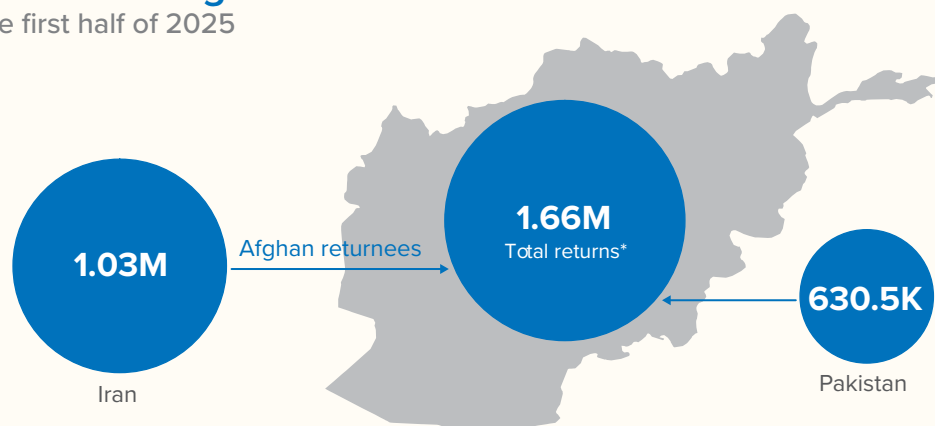 e first half of 2025
1.66M
Total returns*
Afghan returnees
1.03M
630.5K
Iran
Pakistan